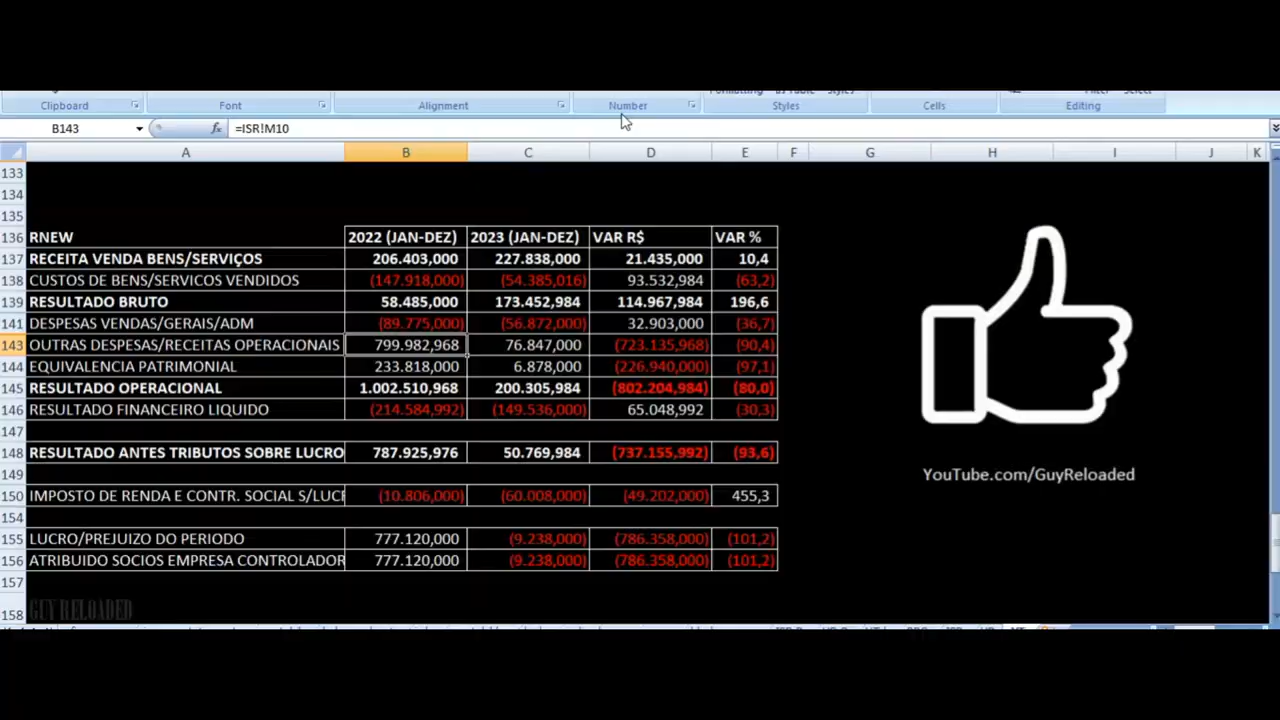 Clipboard Font Alignment Number Styles Cells Editing
B143 fx =ISR!M10
A B C D E F G H I J K
133
134
135
136 RNEW 2022 (JAN-DEZ) 2023 (JAN-DEZ) VAR R$ VAR %
137 RECEITA VENDA BENS/SERVIÇOS 206.403,000 227.838,000 21.435,000 10,4
138 CUSTOS DE BENS/SERVICOS VENDIDOS (147.918,000) (54.385,016) 93.532,984 (63,2)
139 RESULTADO BRUTO 58.485,000 173.452,984 114.967,984 196,6
141 DESPESAS VENDAS/GERAIS/ADM (89.775,000) (56.872,000) 32.903,000 (36,7)
143 OUTRAS DESPESAS/RECEITAS OPERACIONAIS 799.982,968 76.847,000 (723.135,968) (90,4)
144 EQUIVALENCIA PATRIMONIAL 233.818,000 6.878,000 (226.940,000) (97,1)
145 RESULTADO OPERACIONAL 1.002.510,968 200.305,984 (802.204,984) (80,0)
146 RESULTADO FINANCEIRO LIQUIDO (214.584,992) (149.536,000) 65.048,992 (30,3)
147
148 RESULTADO ANTES TRIBUTOS SOBRE LUCRO 787.925,976 50.769,984 (737.155,992) (93,6)
149
YouTube.com/GuyReloaded
150 IMPOSTO DE RENDA E CONTR. SOCIAL S/LUCR (10.806,000) (60.008,000) (49.202,000) 455,3
154
155 LUCRO/PREJUIZO DO PERIODO 777.120,000 (9.238,000) (786.358,000) (101,2)
156 ATRIBUIDO SOCIOS EMPRESA CONTROLADOR 777.120,000 (9.238,000) (786.358,000) (101,2)
157
158 GUY RELOADED